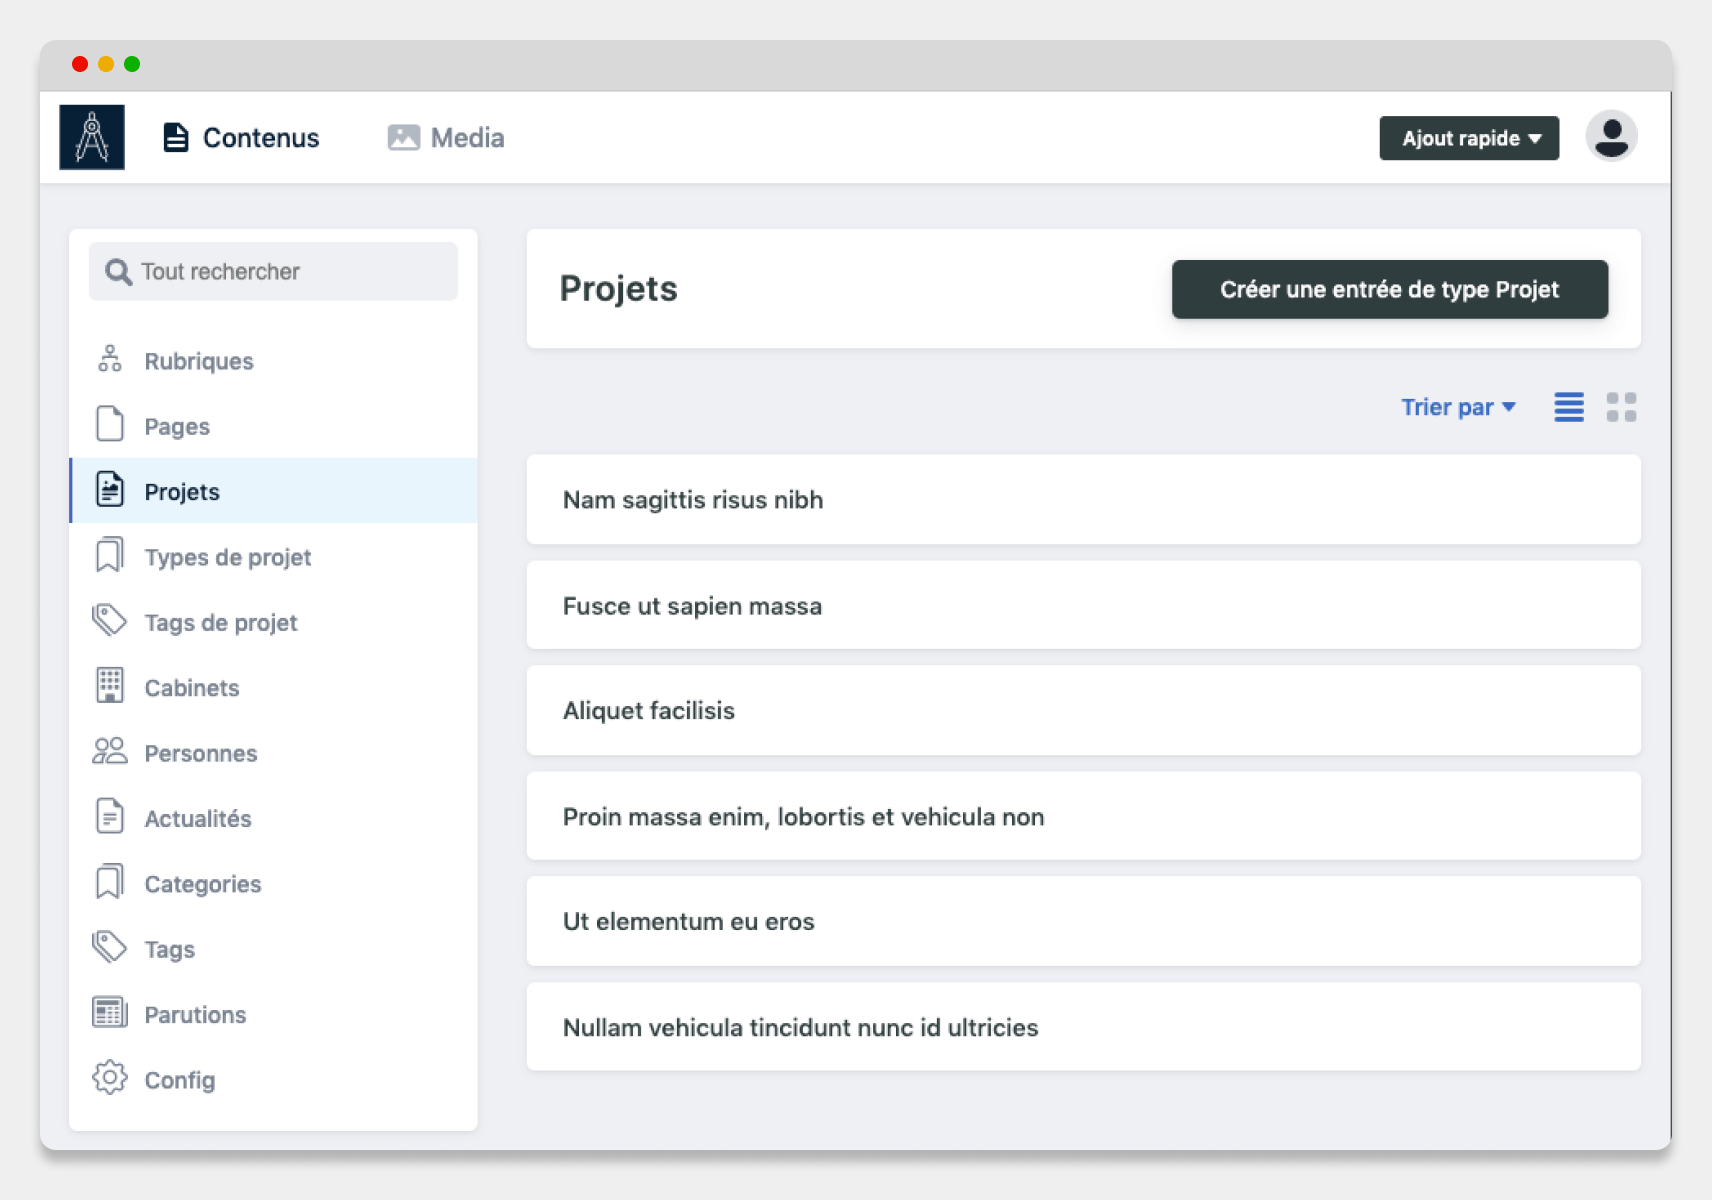 Contenus
Media
Ajout rapide
Tout rechercher
Rubriques
Pages
Projets
Types de projet
Tags de projet
Cabinets
Personnes
Actualités
Categories
Tags
Parutions
Config
Projets
Créer une entrée de type Projet
Trier par
Nam sagittis risus nibh
Fusce ut sapien massa
Aliquet facilisis
Proin massa enim, lobortis et vehicula non
Ut elementum eu eros
Nullam vehicula tincidunt nunc id ultricies